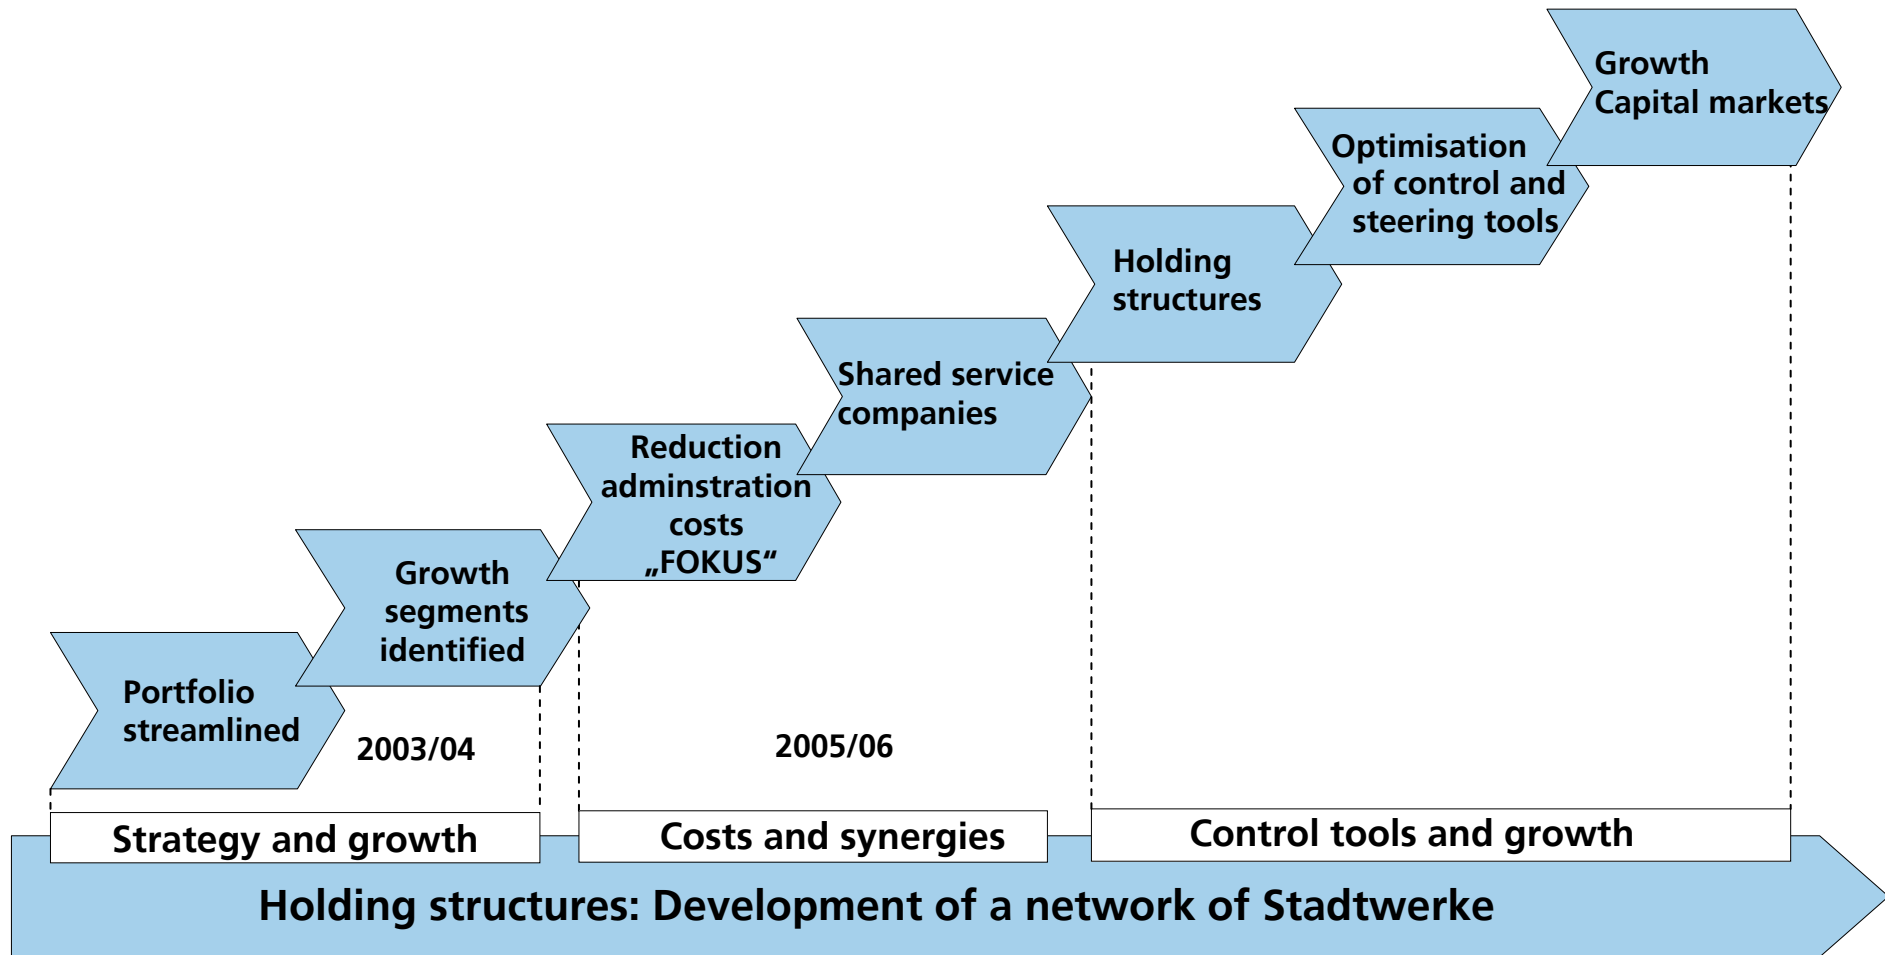 Growth
Capital markets
Optimisation
of control and
steering tools
Holding
structures
Shared service
companies
Reduction
adminstration
costs
„FOKUS“
Growth
segments
identified
Portfolio
streamlined
2003/04
2005/06
Strategy and growth
Costs and synergies
Control tools and growth
Holding structures: Development of a network of Stadtwerke